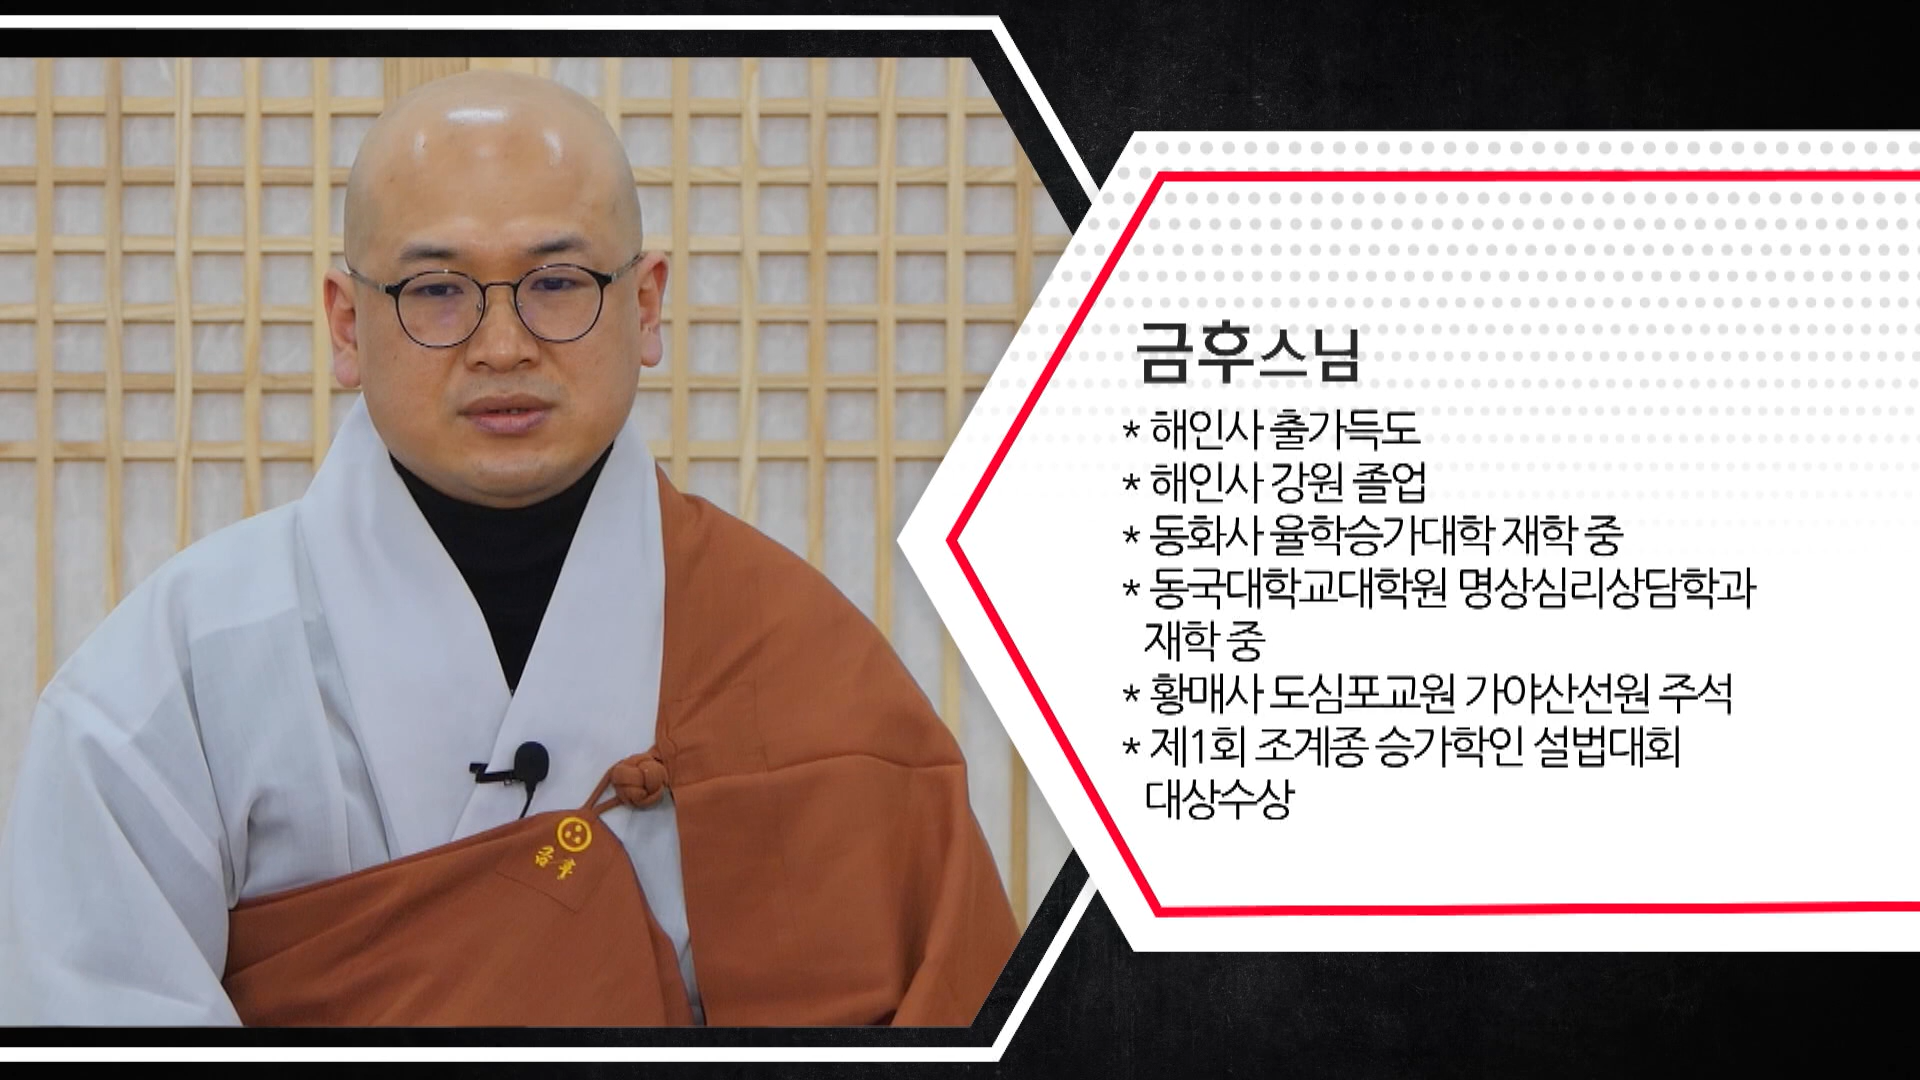 금후스님
* 해인사 출가득도
* 해인사 강원 졸업
* 동화사 율학승가대학 재학 중
* 동국대학교대학원 명상심리상담학과
재학 중
* 황매사 도심포교원 가야산선원 주석
* 제1회 조계종 승가학인 설법대회
대상수상
금후